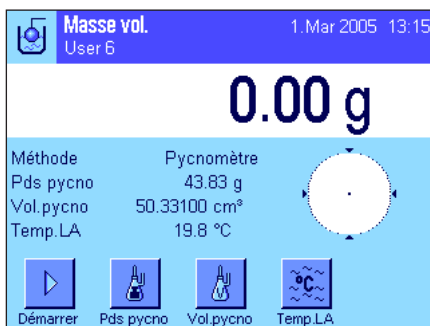 Masse vol. 1.Mar 2005 13:15
User 6
0.00 g
Méthode Pycnomètre
Pds pycno 43.83 g
Vol.pycno 50.33100 cm³
Temp.LA 19.8 °C
°C
Démarrer Pds pycno Vol.pycno Temp.LA